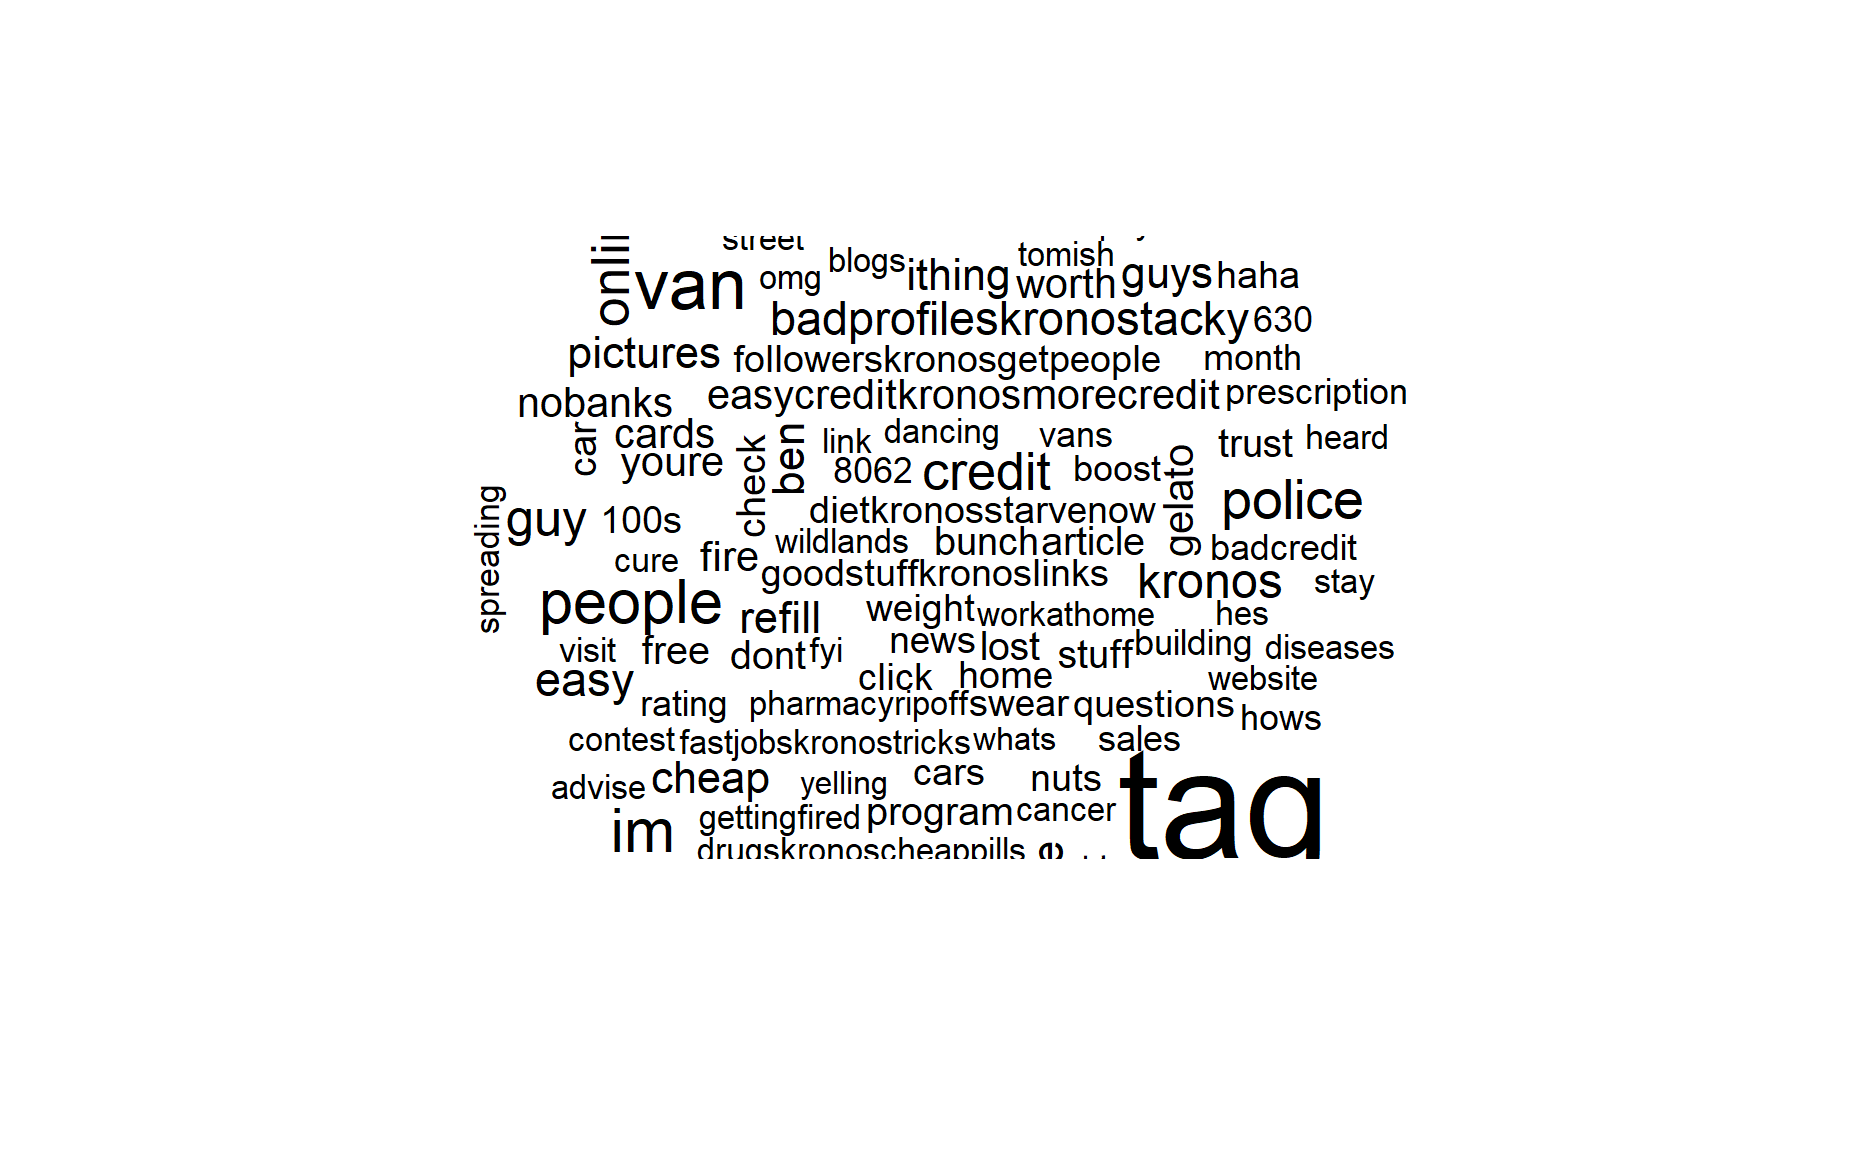 street
blogs
tomish
van
omg
ithing
worth
guys
haha
badprofileskronostacky
630
pictures
followerskronosgetpeople
month
nobanks
easycreditkronosmorecredit
prescription
car
cards
youre
check
ben
link
dancing
vans
8062
credit
boost
gelato
trust
heard
spreading
guy
100s
dietkronosstarvenow
police
cure
fire
wildlands
bunch
article
badcredit
goodstuffkronoslinks
kronos
stay
people
refill
weight
workathome
hes
visit
free
dont
fyi
news
lost
stuff
building
diseases
easy
click
home
website
rating
pharmacyripoff
swear
questions
hows
contest
fastjobskronostricks
whats
sales
advise
cheap
yelling
cars
nuts
im
gettingfired
program
cancer
drugskronoscheappills